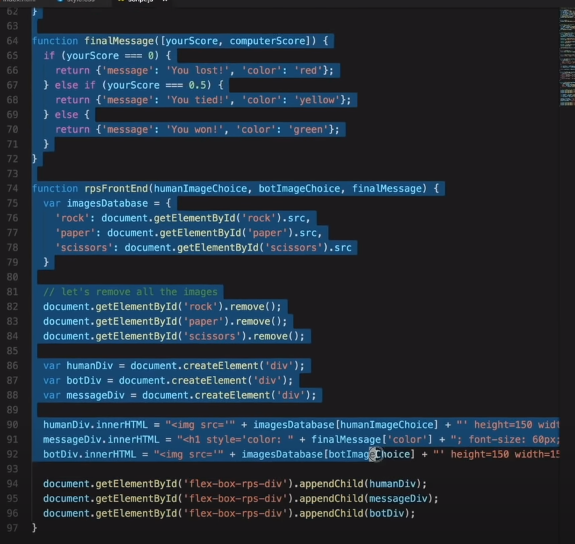 62 }
63
64 function finalMessage([yourScore, computerScore]) {
65 if (yourScore === 0) {
66 return {'message': 'You lost!', 'color': 'red'};
67 } else if (yourScore === 0.5) {
68 return {'message': 'You tied!', 'color': 'yellow'};
69 } else {
70 return {'message': 'You won!', 'color': 'green'};
71 }
72 }
73
74 function rpsFrontEnd(humanImageChoice, botImageChoice, finalMessage) {
75 var imagesDatabase = {
76 'rock': document.getElementById('rock').src,
77 'paper': document.getElementById('paper').src,
78 'scissors': document.getElementById('scissors').src
79 }
80
81 // let's remove all the images
82 document.getElementById('rock').remove();
83 document.getElementById('paper').remove();
84 document.getElementById('scissors').remove();
85
86 var humanDiv = document.createElement('div');
87 var botDiv = document.createElement('div');
88 var messageDiv = document.createElement('div');
89
90 humanDiv.innerHTML = "<img src='" + imagesDatabase[humanImageChoice] + "' height=150 widt
91 messageDiv.innerHTML = "<h1 style='color: " + finalMessage['color'] + "; font-size: 60px;
92 botDiv.innerHTML = "<img src='" + imagesDatabase[botImageChoice] + "' height=150 width=15
93
94 document.getElementById('flex-box-rps-div').appendChild(humanDiv);
95 document.getElementById('flex-box-rps-div').appendChild(messageDiv);
96 document.getElementById('flex-box-rps-div').appendChild(botDiv);
97 }